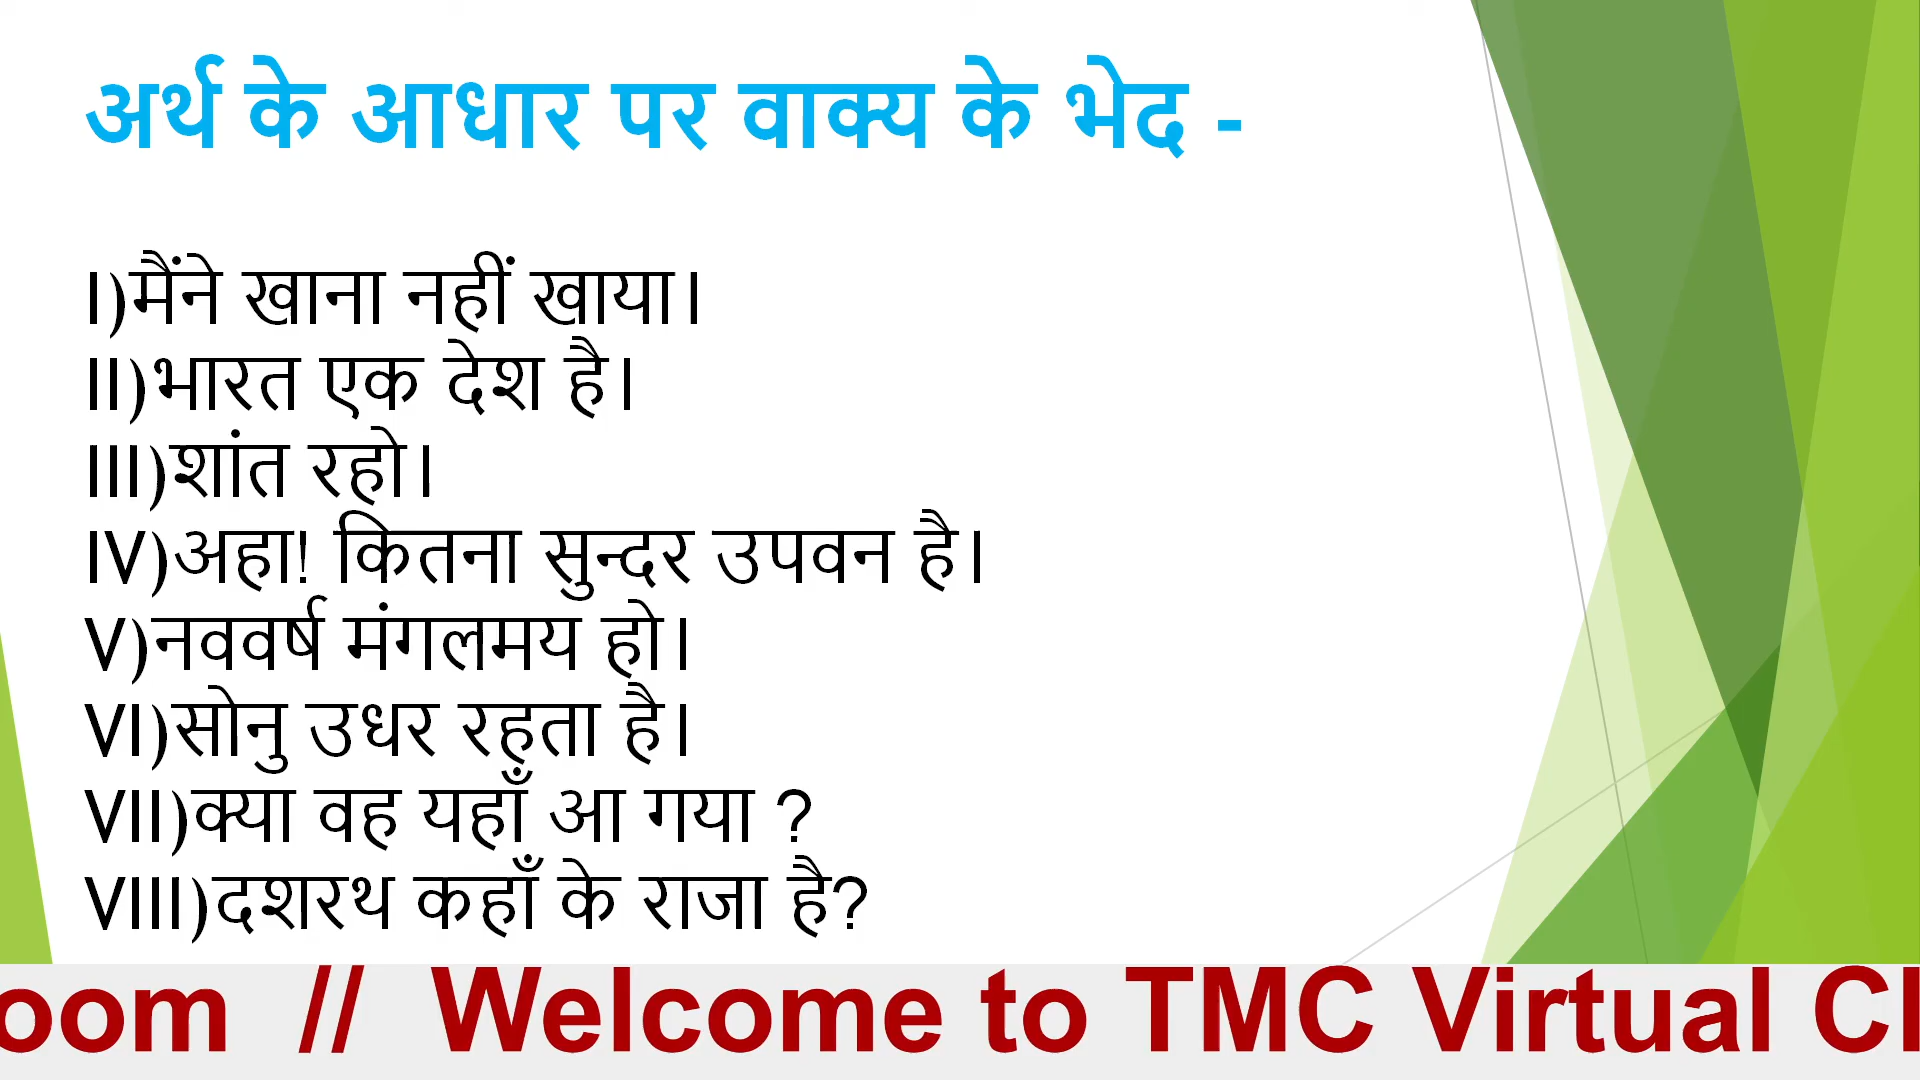 अर्थ के आधार पर वाक्य के भेद -
I)मैंने खाना नहीं खाया।
II)भारत एक देश है।
III)शांत रहो।
IV)अहा! कितना सुन्दर उपवन है।
V)नववर्ष मंगलमय हो।
VI)सोनु उधर रहता है।
VII)क्या वह यहाँ आ गया ?
VIII)दशरथ कहाँ के राजा है?
oom // Welcome to TMC Virtual Cl